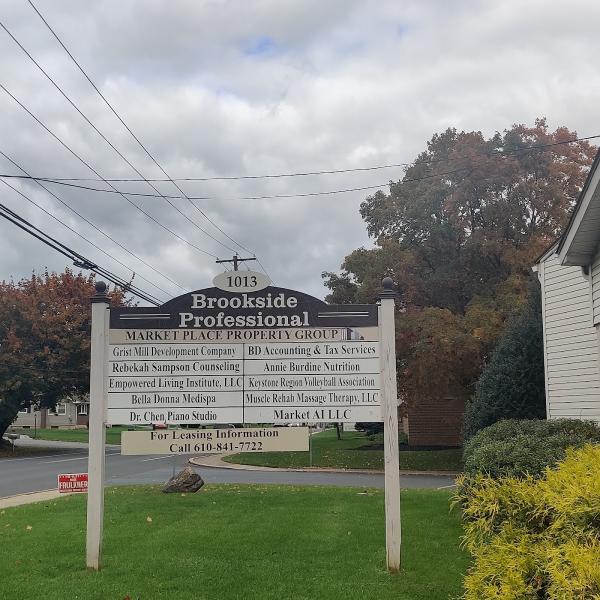 1013
Brookside
Professional
MARKET PLACE PROPERTY GROUP
Grist Mill Development Company
BD Accounting & Tax Services
Rebekah Sampson Counseling
Annie Burdine Nutrition
Empowered Living Institute, LLC
Keystone Region Volleyball Association
Bella Donna Medispa
Muscle Rehab Massage Therapy, LLC
Dr. Chen Piano Studio
Market AI LLC
For Leasing Information
Call 610-841-7722
FAULKNER